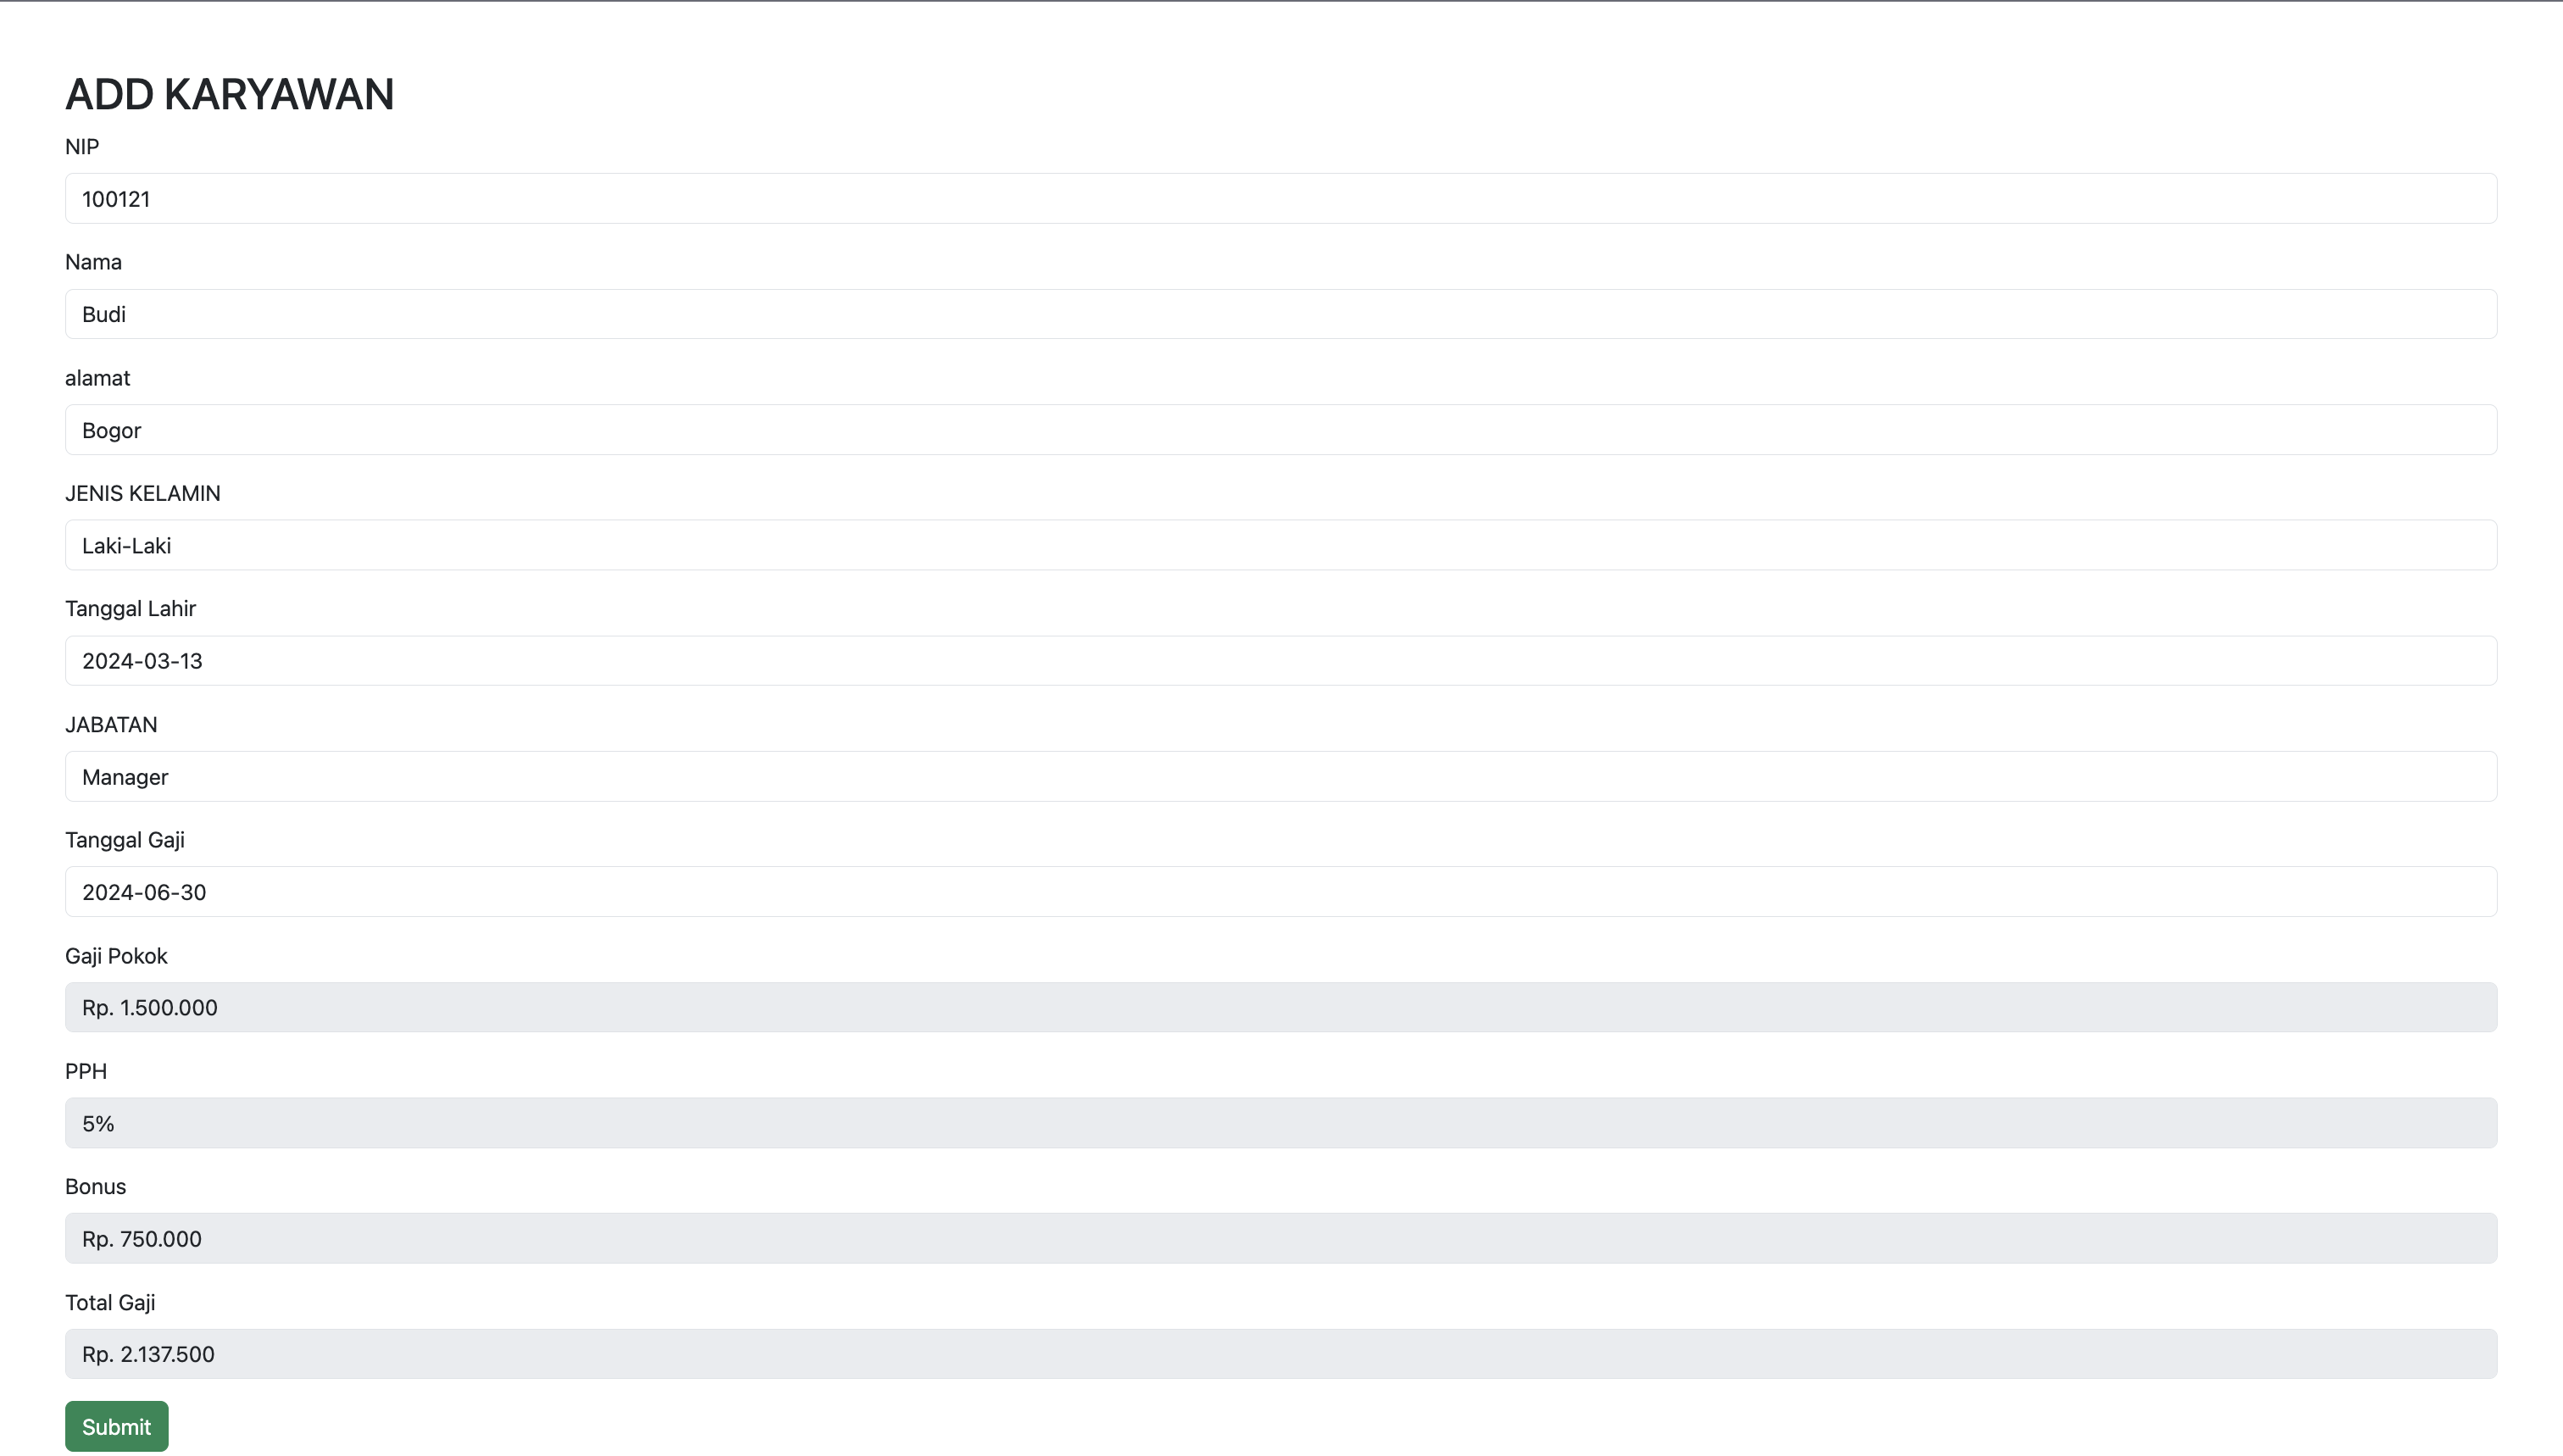 ADD KARYAWAN
NIP
100121
Nama
Budi
alamat
Bogor
JENIS KELAMIN
Laki-Laki
Tanggal Lahir
2024-03-13
JABATAN
Manager
Tanggal Gaji
2024-06-30
Gaji Pokok
Rp. 1.500.000
PPH
5%
Bonus
Rp. 750.000
Total Gaji
Rp. 2.137.500
Submit